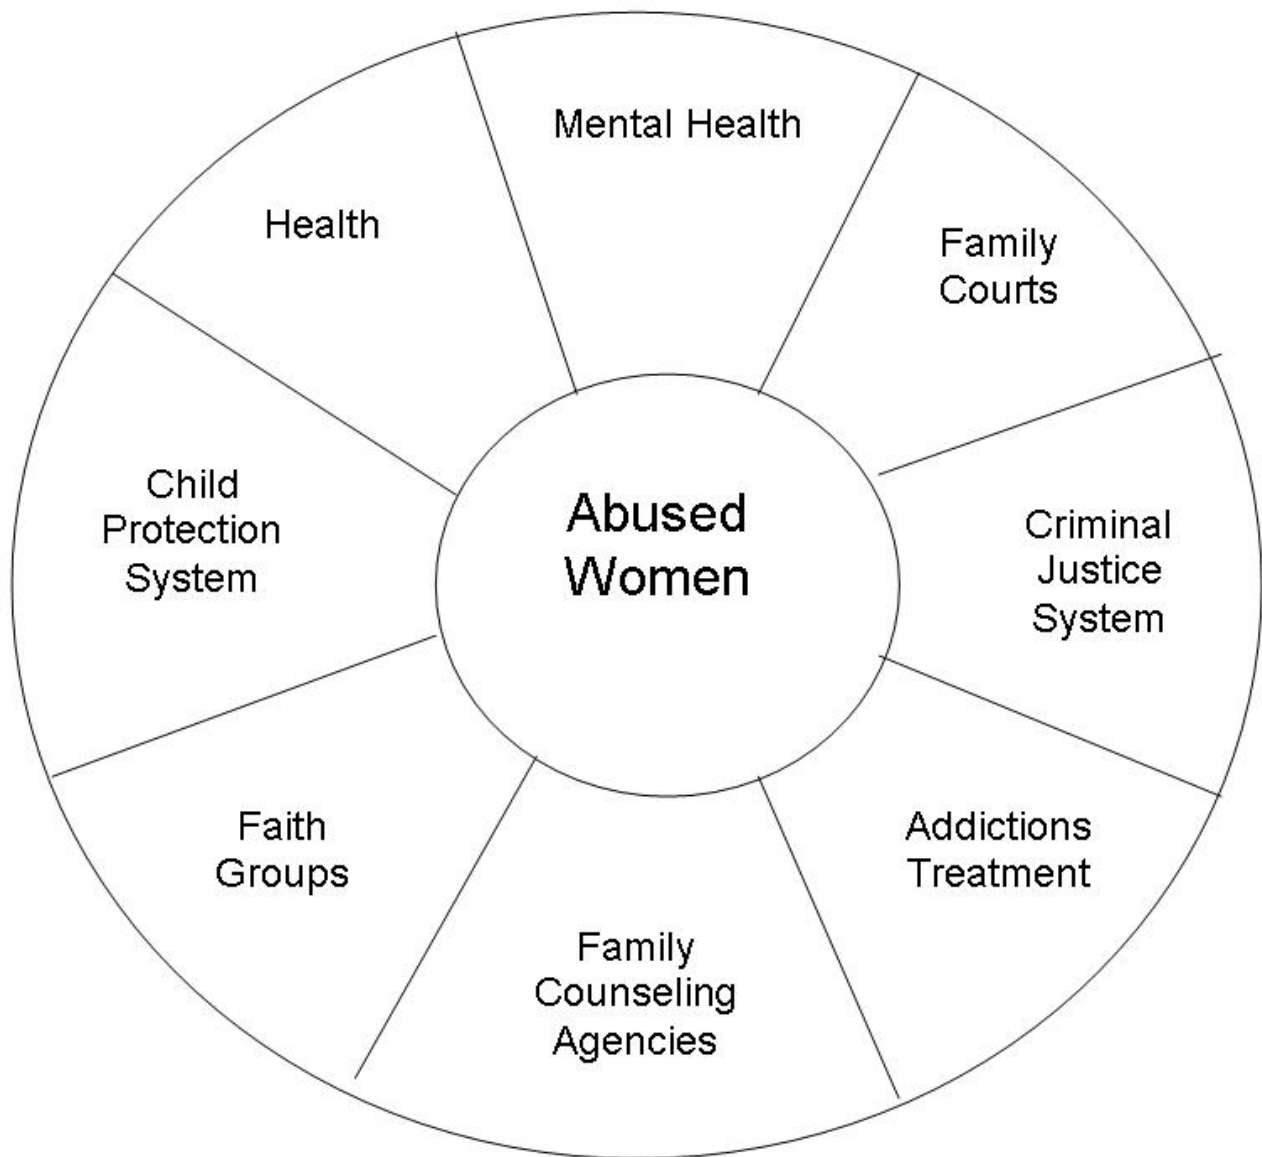 Mental Health
Health
Family
Courts
Child
Protection
System
Abused
Women
Criminal
Justice
System
Faith
Groups
Addictions
Treatment
Family
Counseling
Agencies